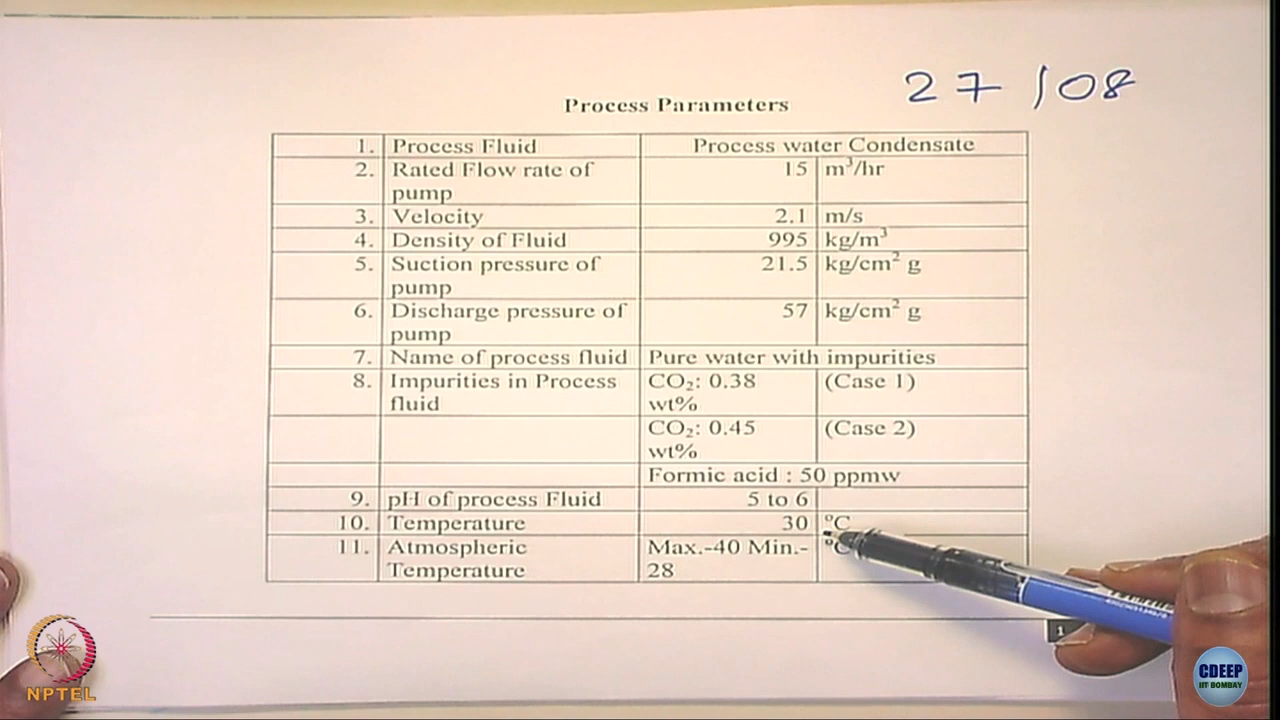 27/08
Process Parameters
1. Process Fluid Process water Condensate
2. Rated Flow rate of 15 m³/hr
pump
3. Velocity 2.1 m/s
4. Density of Fluid 995 kg/m³
5. Suction pressure of 21.5 kg/cm² g
pump
6. Discharge pressure of 57 kg/cm² g
pump
7. Name of process fluid Pure water with impurities
8. Impurities in Process CO₂: 0.38 (Case 1)
fluid wt%
CO₂: 0.45 (Case 2)
wt%
Formic acid : 50 ppmw
9. pH of process Fluid 5 to 6
10. Temperature 30 ºC
11. Atmospheric Max.-40 Min.- ºC
Temperature 28
1
NPTEL
CDEEP
IIT BOMBAY